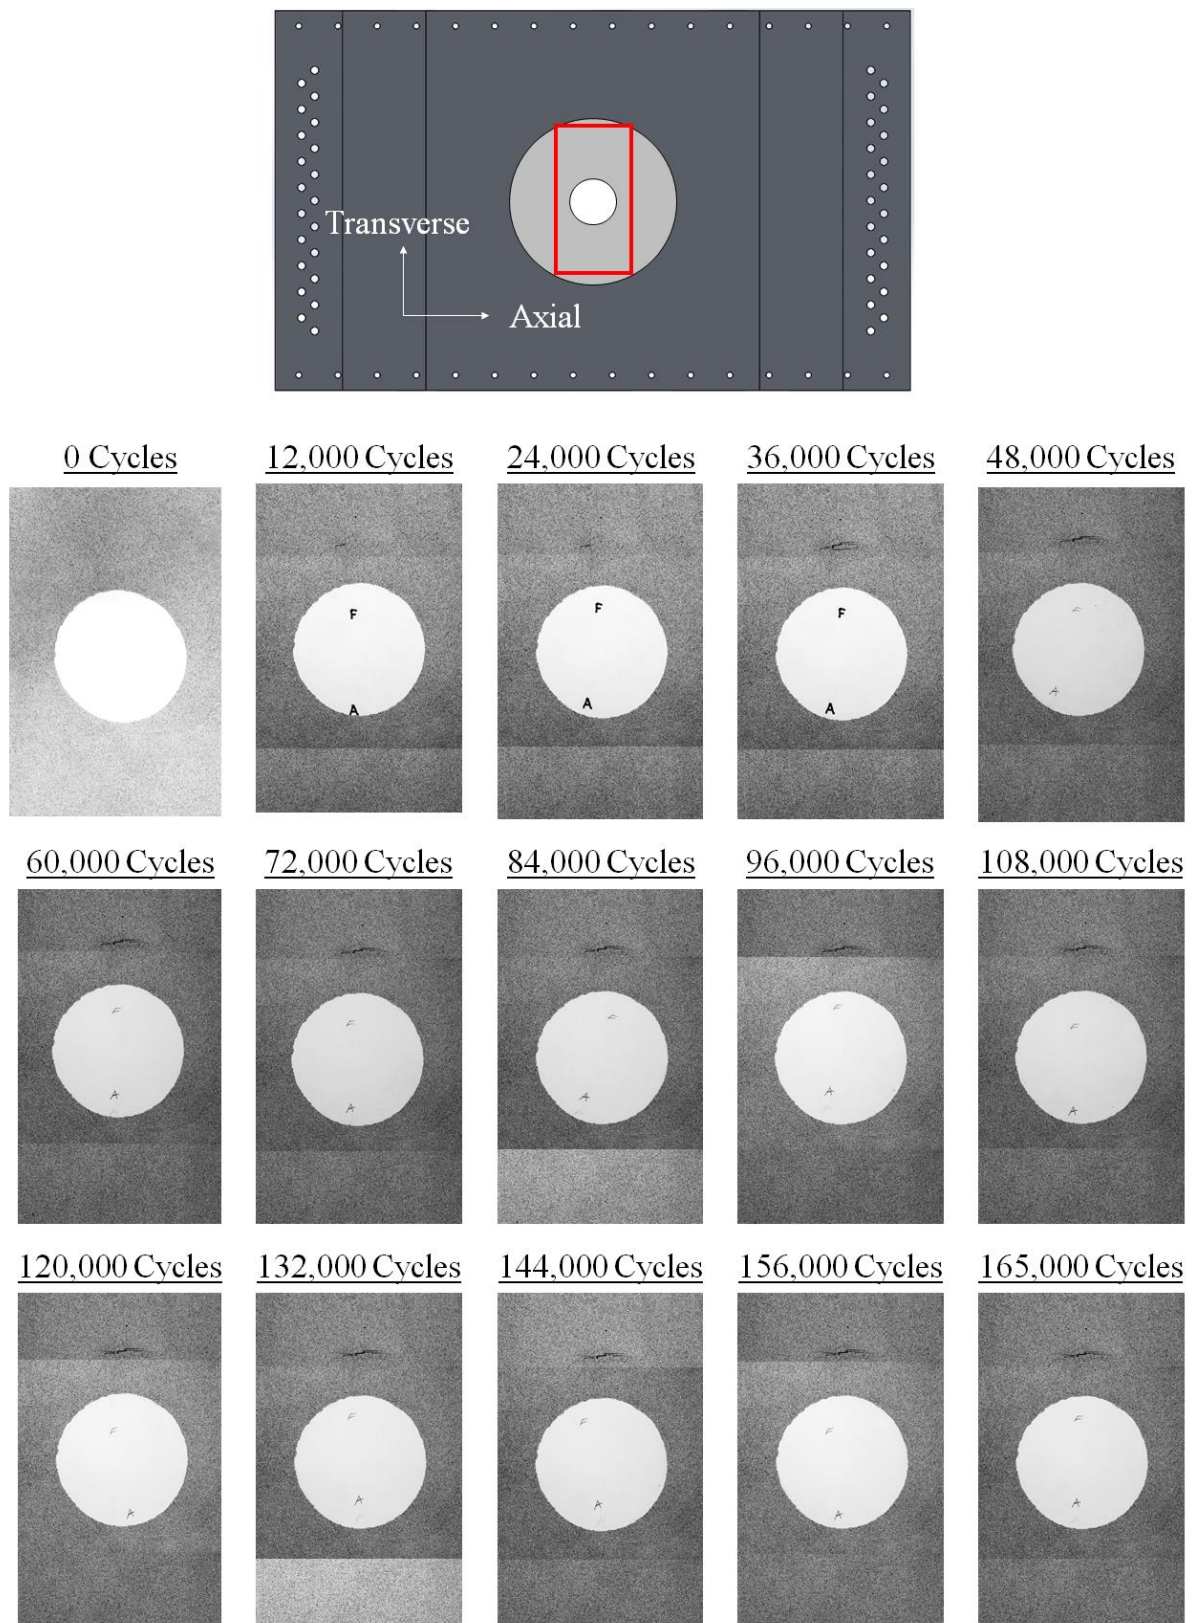 Transverse
Axial
0 Cycles
12,000 Cycles
24,000 Cycles
36,000 Cycles
48,000 Cycles
F
F
F
F
A
A
A
A
60,000 Cycles
72,000 Cycles
84,000 Cycles
96,000 Cycles
108,000 Cycles
F
F
F
F
F
A
A
A
A
A
120,000 Cycles
132,000 Cycles
144,000 Cycles
156,000 Cycles
165,000 Cycles
F
F
F
F
F
A
A
A
A
A